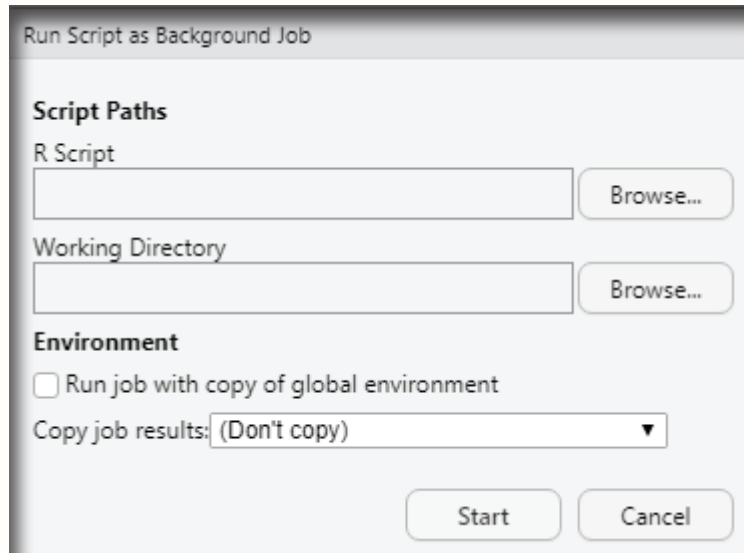 Run Script as Background Job
Script Paths
R Script
Browse...
Working Directory
Browse...
Environment
Run job with copy of global environment
Copy job results: (Don't copy)
Start Cancel